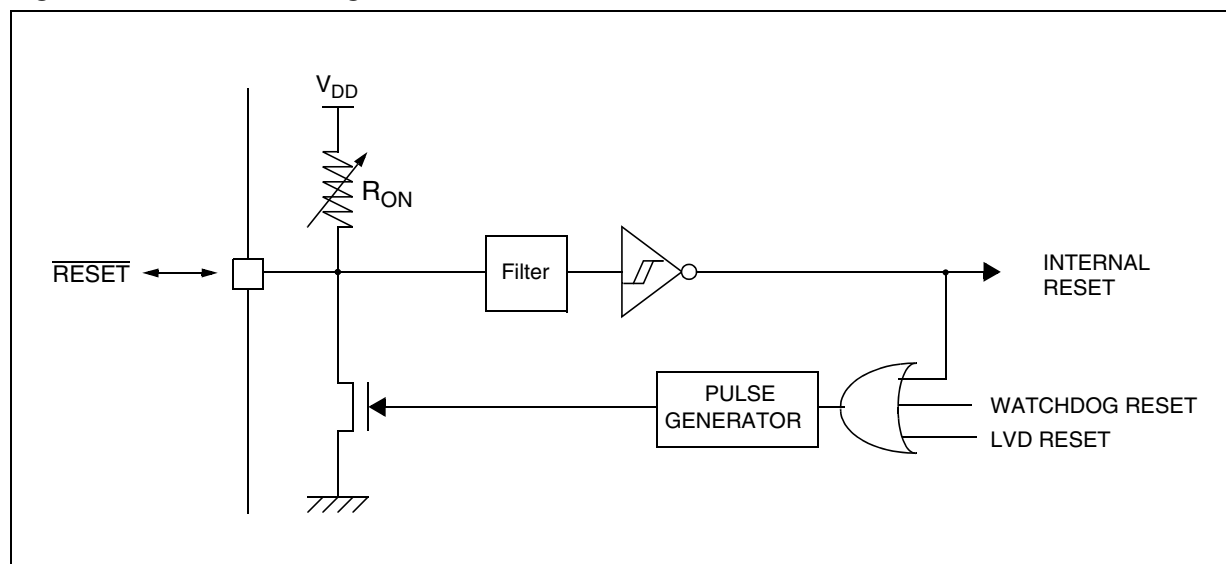 VDD
RON
RESET
Filter
INTERNAL
RESET
PULSE
GENERATOR
WATCHDOG RESET
LVD RESET